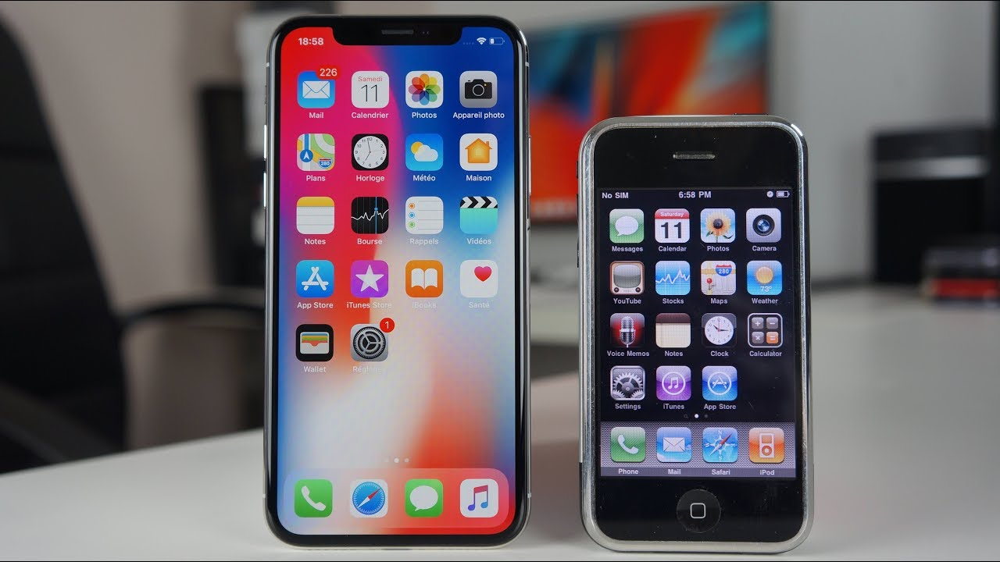 18:58
226
Samedi
11
Mail Calendrier Photos Appareil photo
280
Plans Horloge Météo Maison
Notes Bourse Rappels Vidéos
App Store iTunes Store iBooks Santé
1
Wallet
No SIM 6:58 PM
Saturday
11
Messages Calendar Photos Camera
280
73°
YouTube Stocks Maps Weather
Voice Memos Notes Clock Calculator
Settings iTunes App Store
Phone Mail Safari iPod